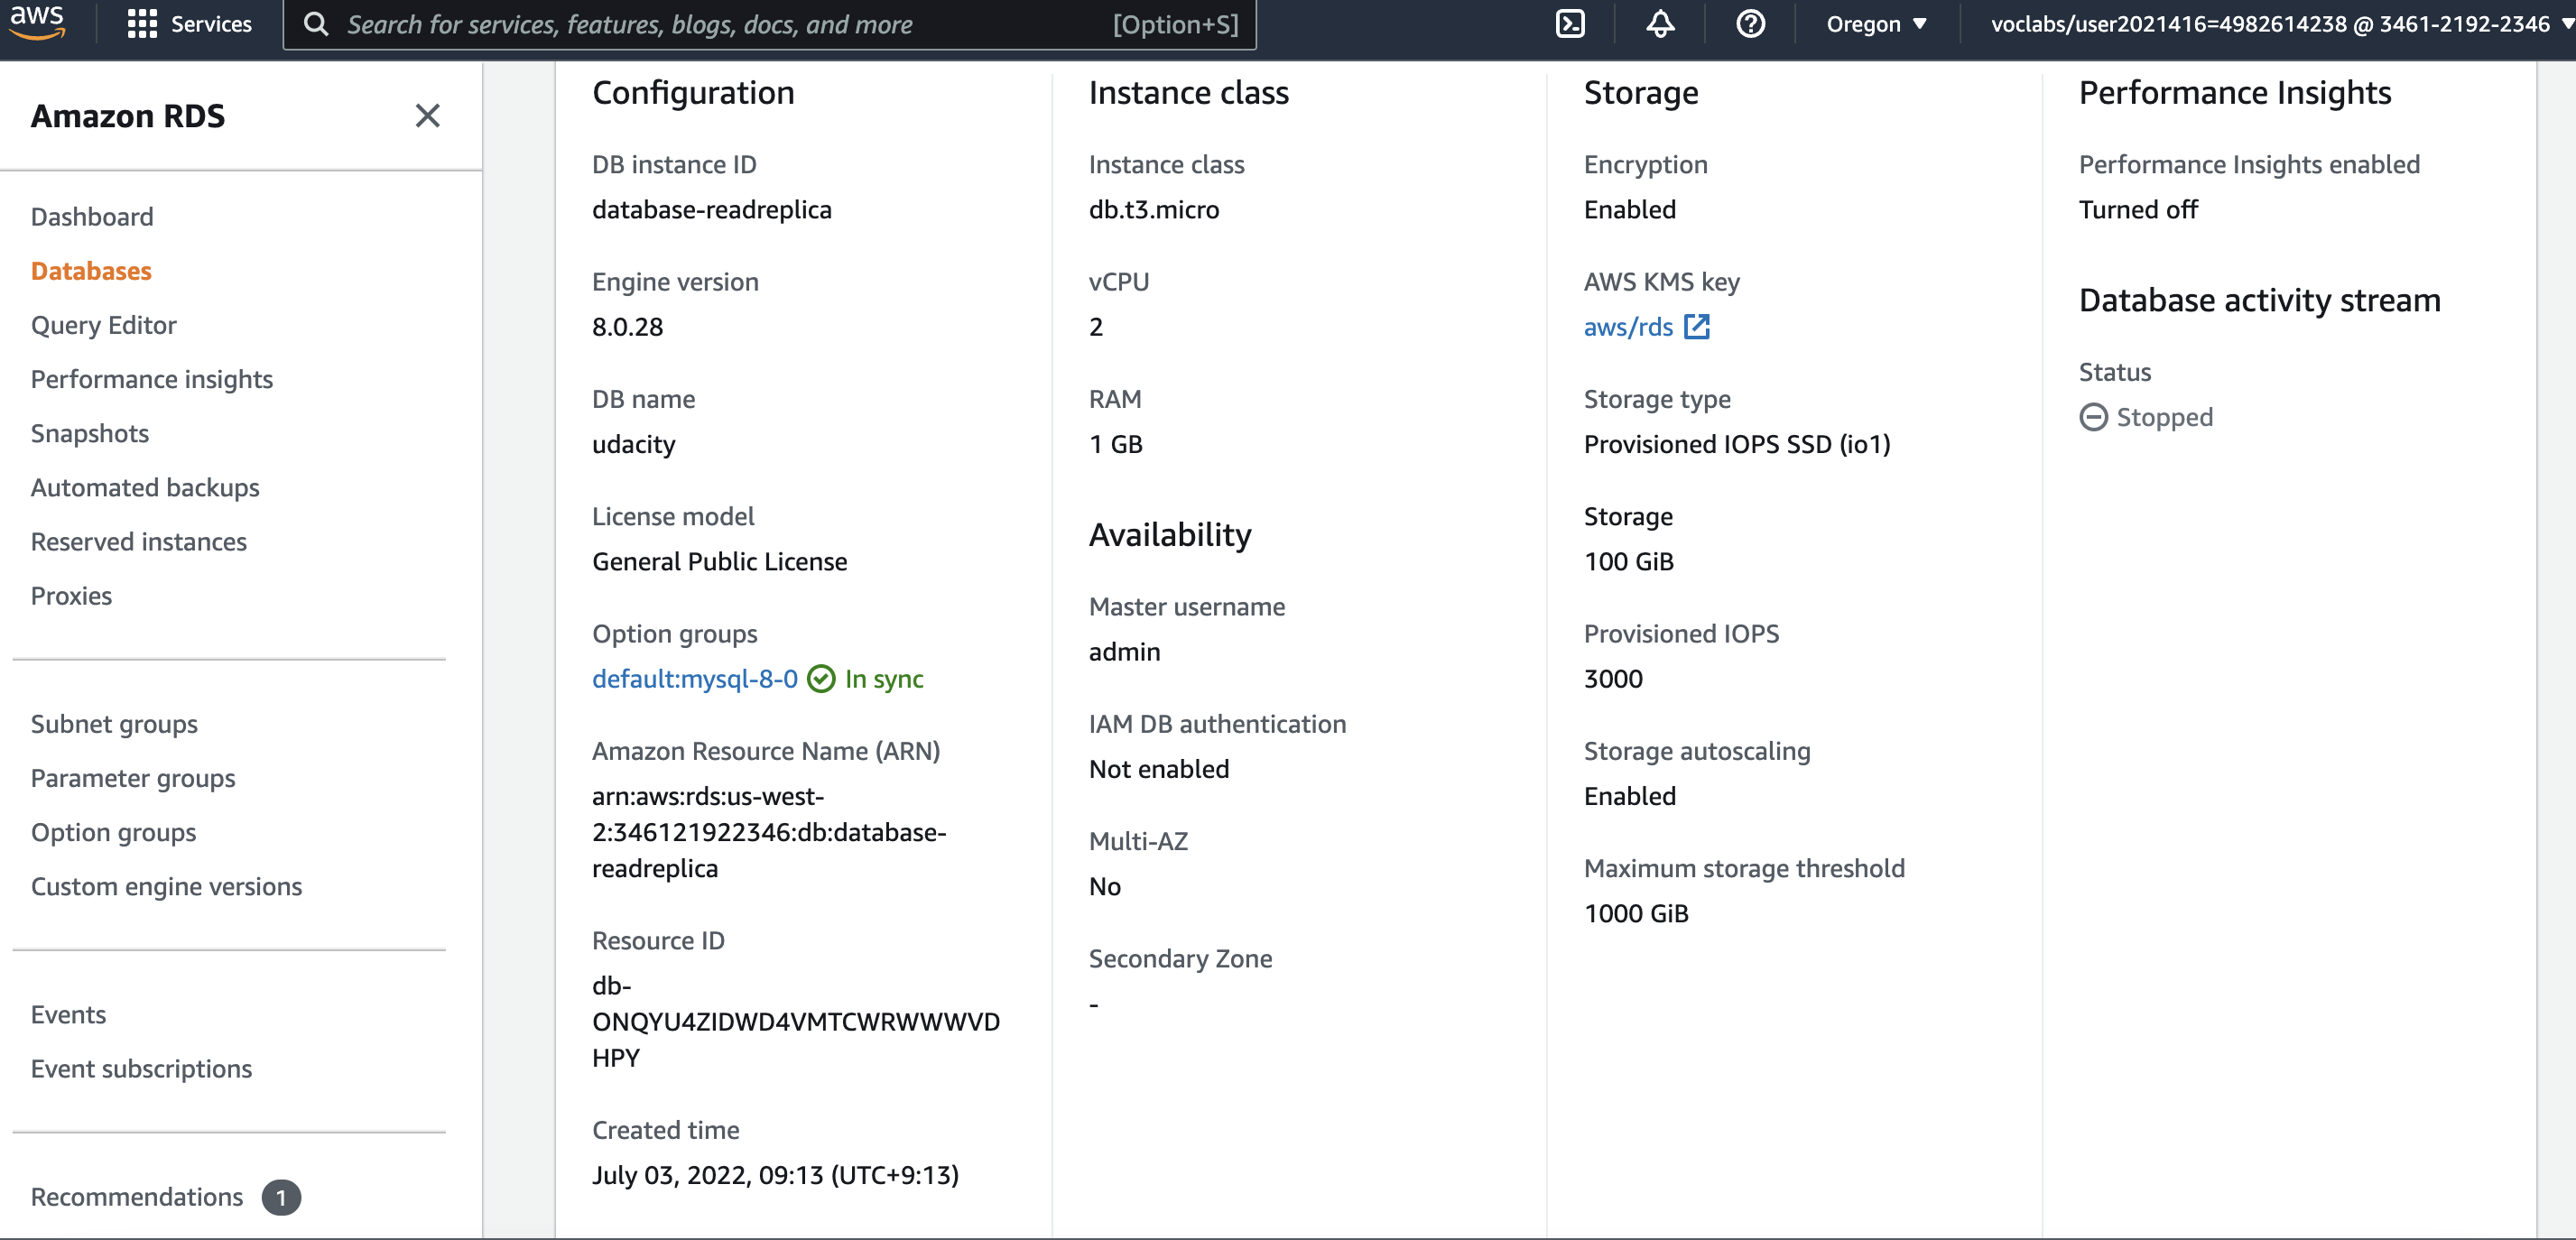 aws
Services
Search for services, features, blogs, docs, and more
[Option+S]
Oregon
voclabs/user2021416=4982614238 @ 3461-2192-2346
Amazon RDS
Dashboard
Databases
Query Editor
Performance insights
Snapshots
Automated backups
Reserved instances
Proxies
Subnet groups
Parameter groups
Option groups
Custom engine versions
Events
Event subscriptions
Recommendations 1
Configuration
DB instance ID
database-readreplica
Engine version
8.0.28
DB name
udacity
License model
General Public License
Option groups
default:mysql-8-0 In sync
Amazon Resource Name (ARN)
arn:aws:rds:us-west-
2:346121922346:db:database-
readreplica
Resource ID
db-
ONQYU4ZIDWD4VMTCWRWWWVD
HPY
Created time
July 03, 2022, 09:13 (UTC+9:13)
Instance class
Instance class
db.t3.micro
vCPU
2
RAM
1 GB
Availability
Master username
admin
IAM DB authentication
Not enabled
Multi-AZ
No
Secondary Zone
-
Storage
Encryption
Enabled
AWS KMS key
aws/rds
Storage type
Provisioned IOPS SSD (io1)
Storage
100 GiB
Provisioned IOPS
3000
Storage autoscaling
Enabled
Maximum storage threshold
1000 GiB
Performance Insights
Performance Insights enabled
Turned off
Database activity stream
Status
Stopped